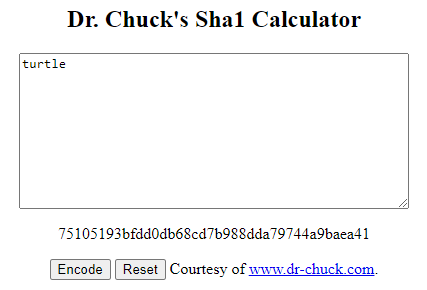 Dr. Chuck's Sha1 Calculator
turtle
75105193bfdd0db68cd7b988dda79744a9baea41
Encode Reset Courtesy of www.dr-chuck.com.